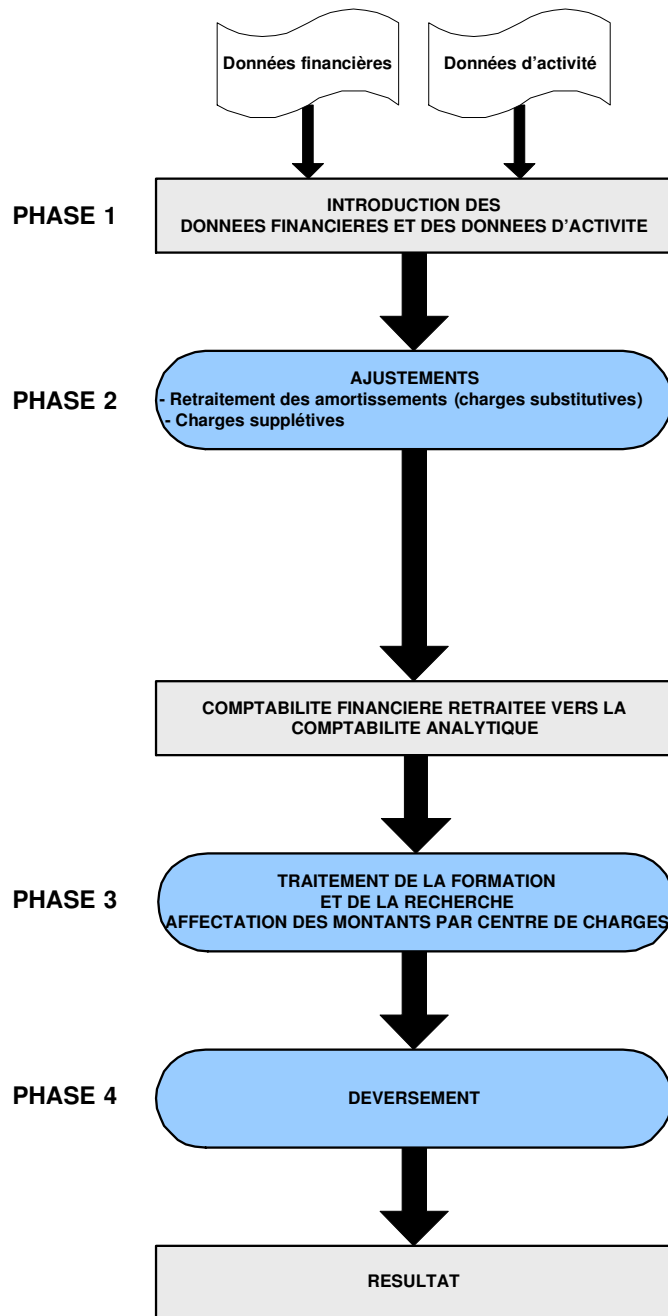 Données financières
Données d'activité
PHASE 1
INTRODUCTION DES
DONNEES FINANCIERES ET DES DONNEES D'ACTIVITE
PHASE 2
AJUSTEMENTS
- Retraitement des amortissements (charges substitutives)
- Charges supplétives
COMPTABILITE FINANCIERE RETRAITEE VERS LA
COMPTABILITE ANALYTIQUE
PHASE 3
TRAITEMENT DE LA FORMATION
ET DE LA RECHERCHE
AFFECTATION DES MONTANTS PAR CENTRE DE CHARGES
PHASE 4
DEVERSEMENT
RESULTAT